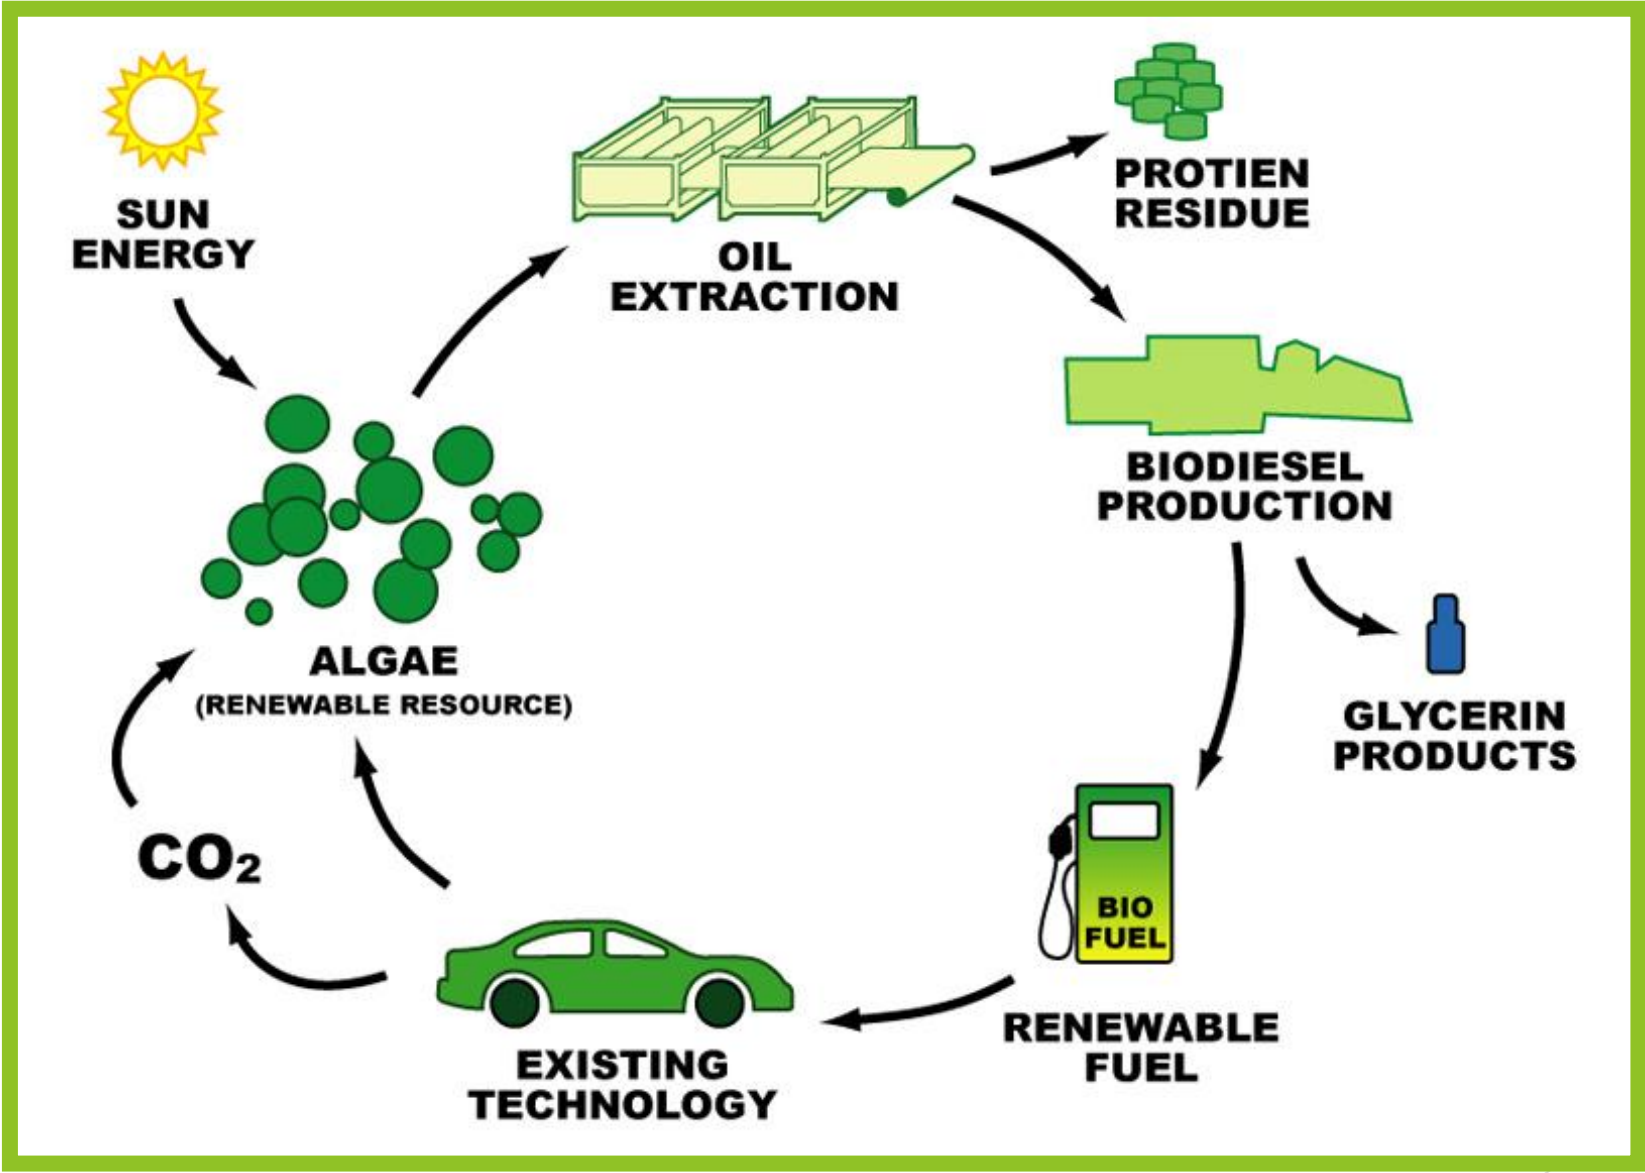 SUN
ENERGY
OIL
EXTRACTION
PROTIEN
RESIDUE
BIODIESEL
PRODUCTION
GLYCERIN
PRODUCTS
BIO
FUEL
RENEWABLE
FUEL
EXISTING
TECHNOLOGY
CO₂
ALGAE
(RENEWABLE RESOURCE)